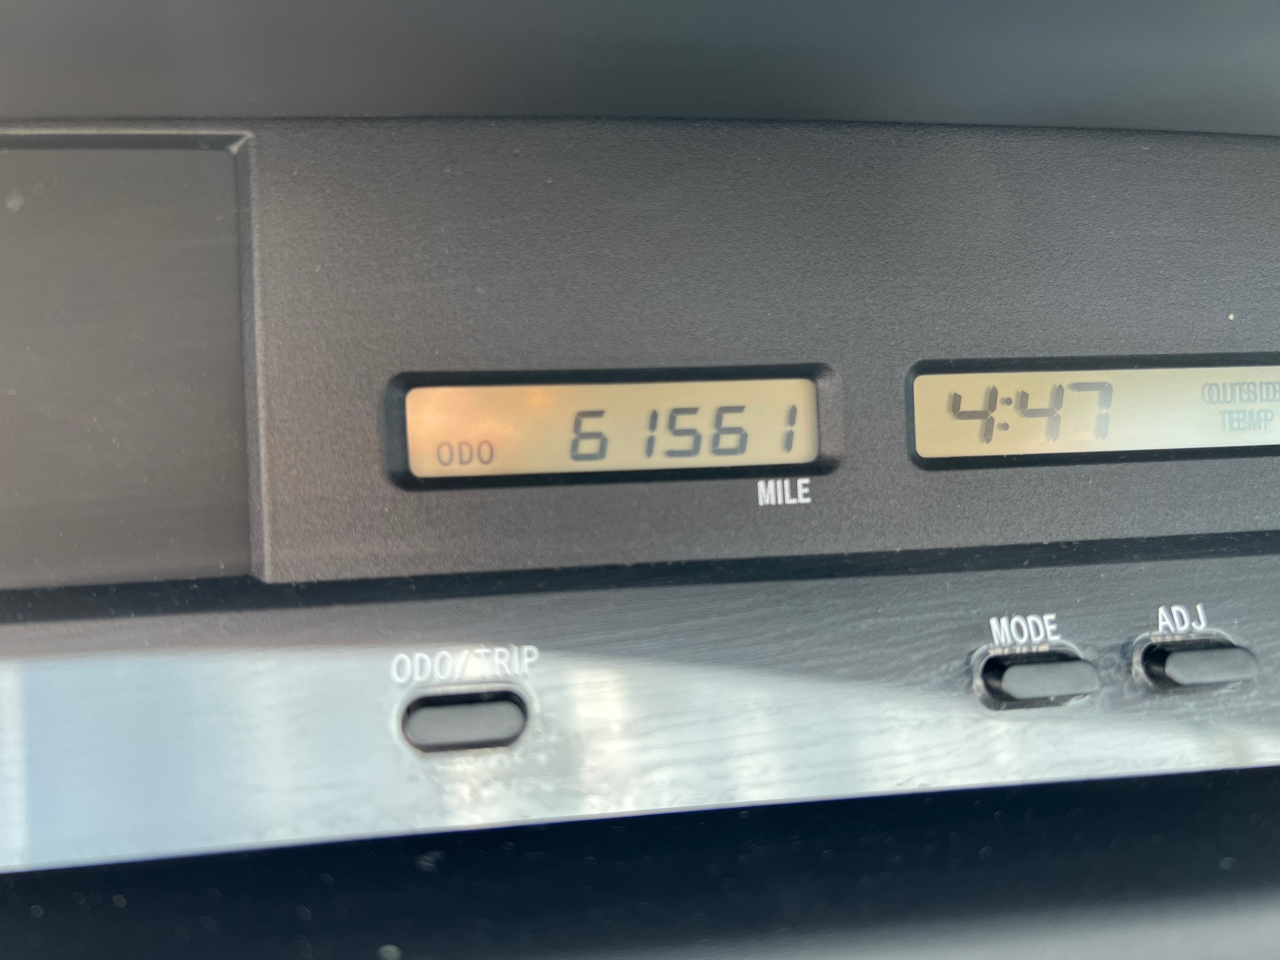 ODO 61561
MILE
4:47
OUTSIDE
TEMP
ODO/TRIP
MODE
ADJ